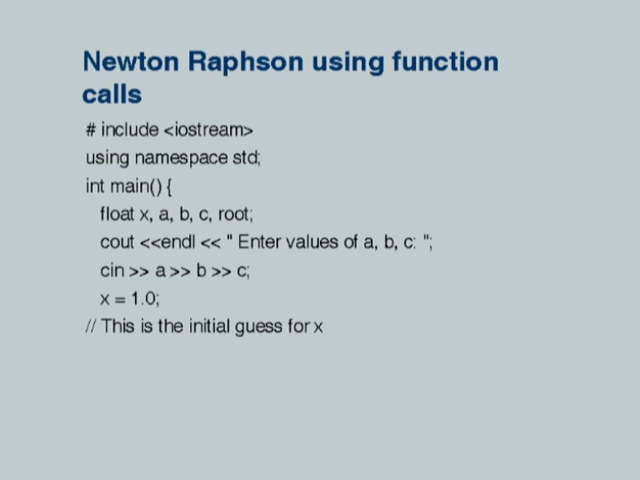 Newton Raphson using function
calls
# include <iostream>
using namespace std;
int main() {
float x, a, b, c, root;
cout <<endl << " Enter values of a, b, c: ";
cin >> a >> b >> c;
x = 1.0;
// This is the initial guess for x